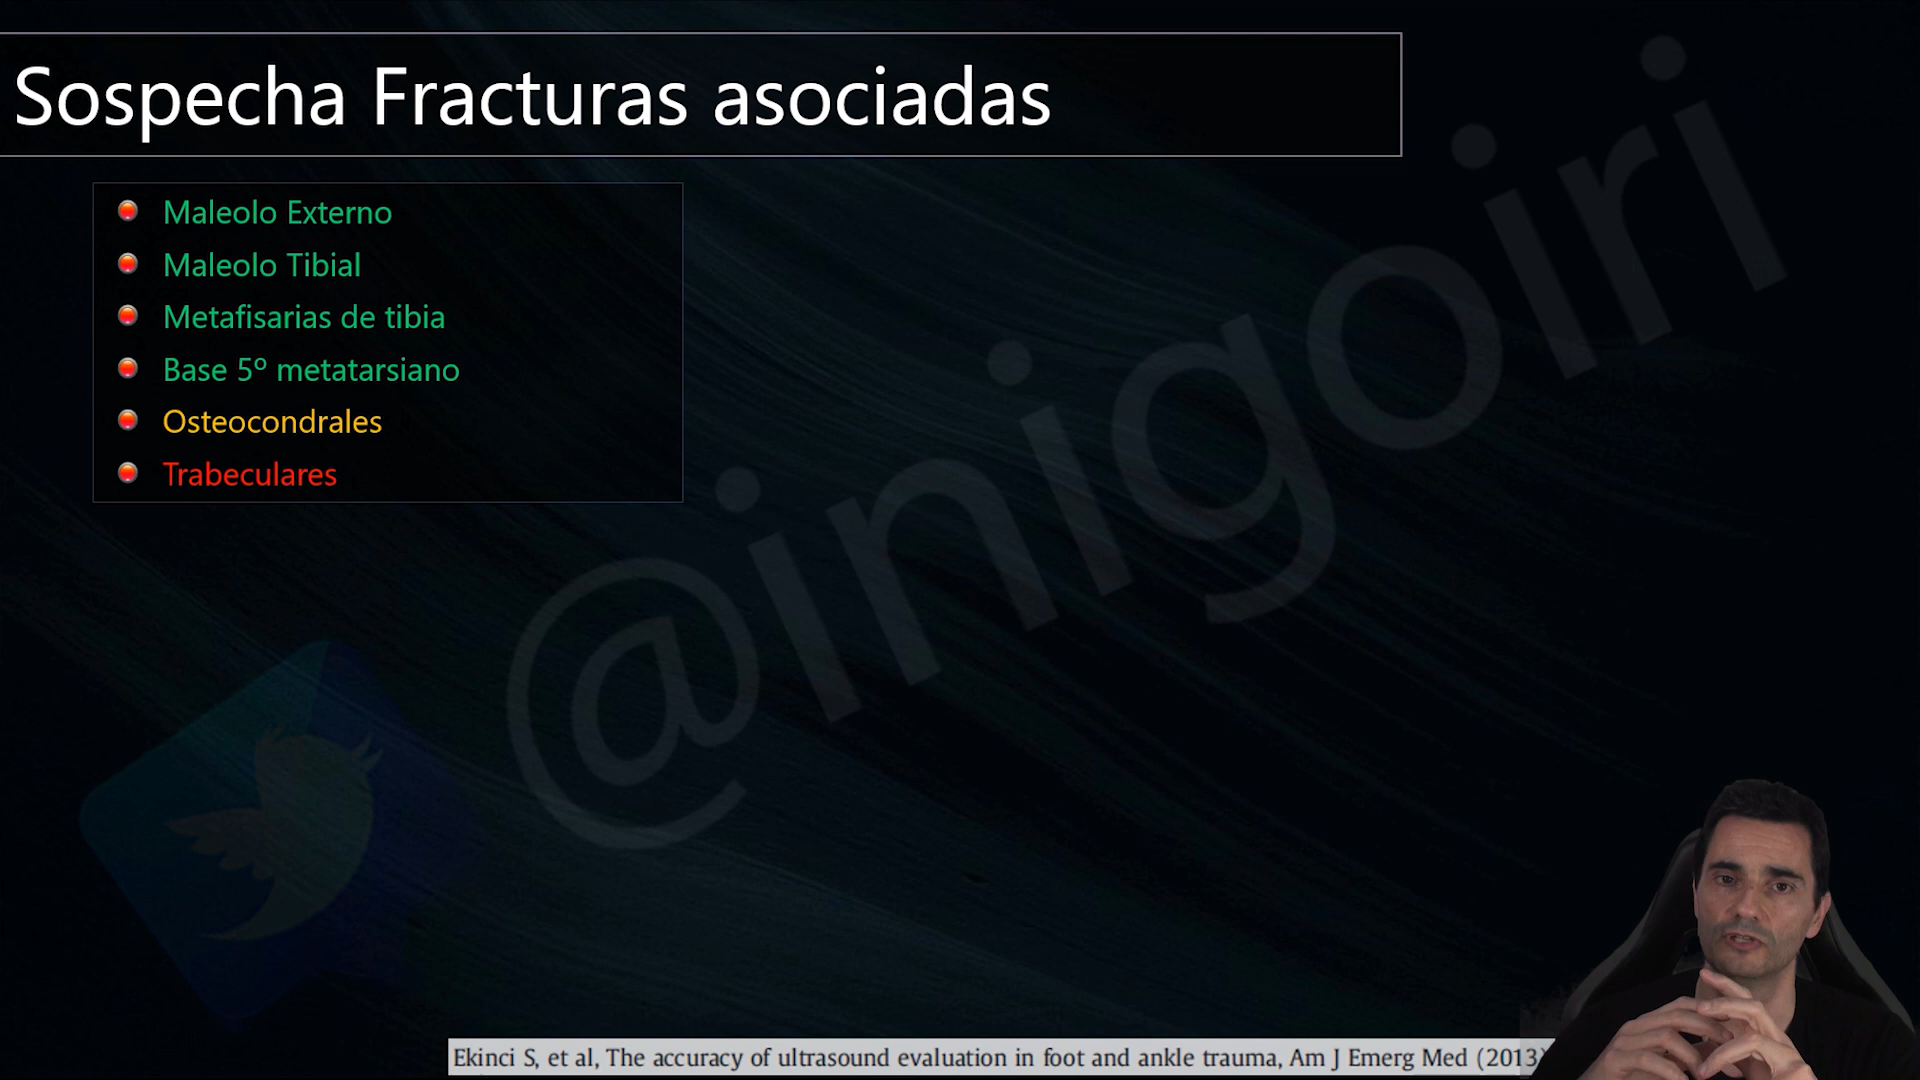 Sospecha Fracturas asociadas
Maleolo Externo
Maleolo Tibial
Metafisarias de tibia
Base 5º metatarsiano
Osteocondrales
Trabeculares
@inigoiri
Ekinci S, et al, The accuracy of ultrasound evaluation in foot and ankle trauma, Am J Emerg Med (2013)